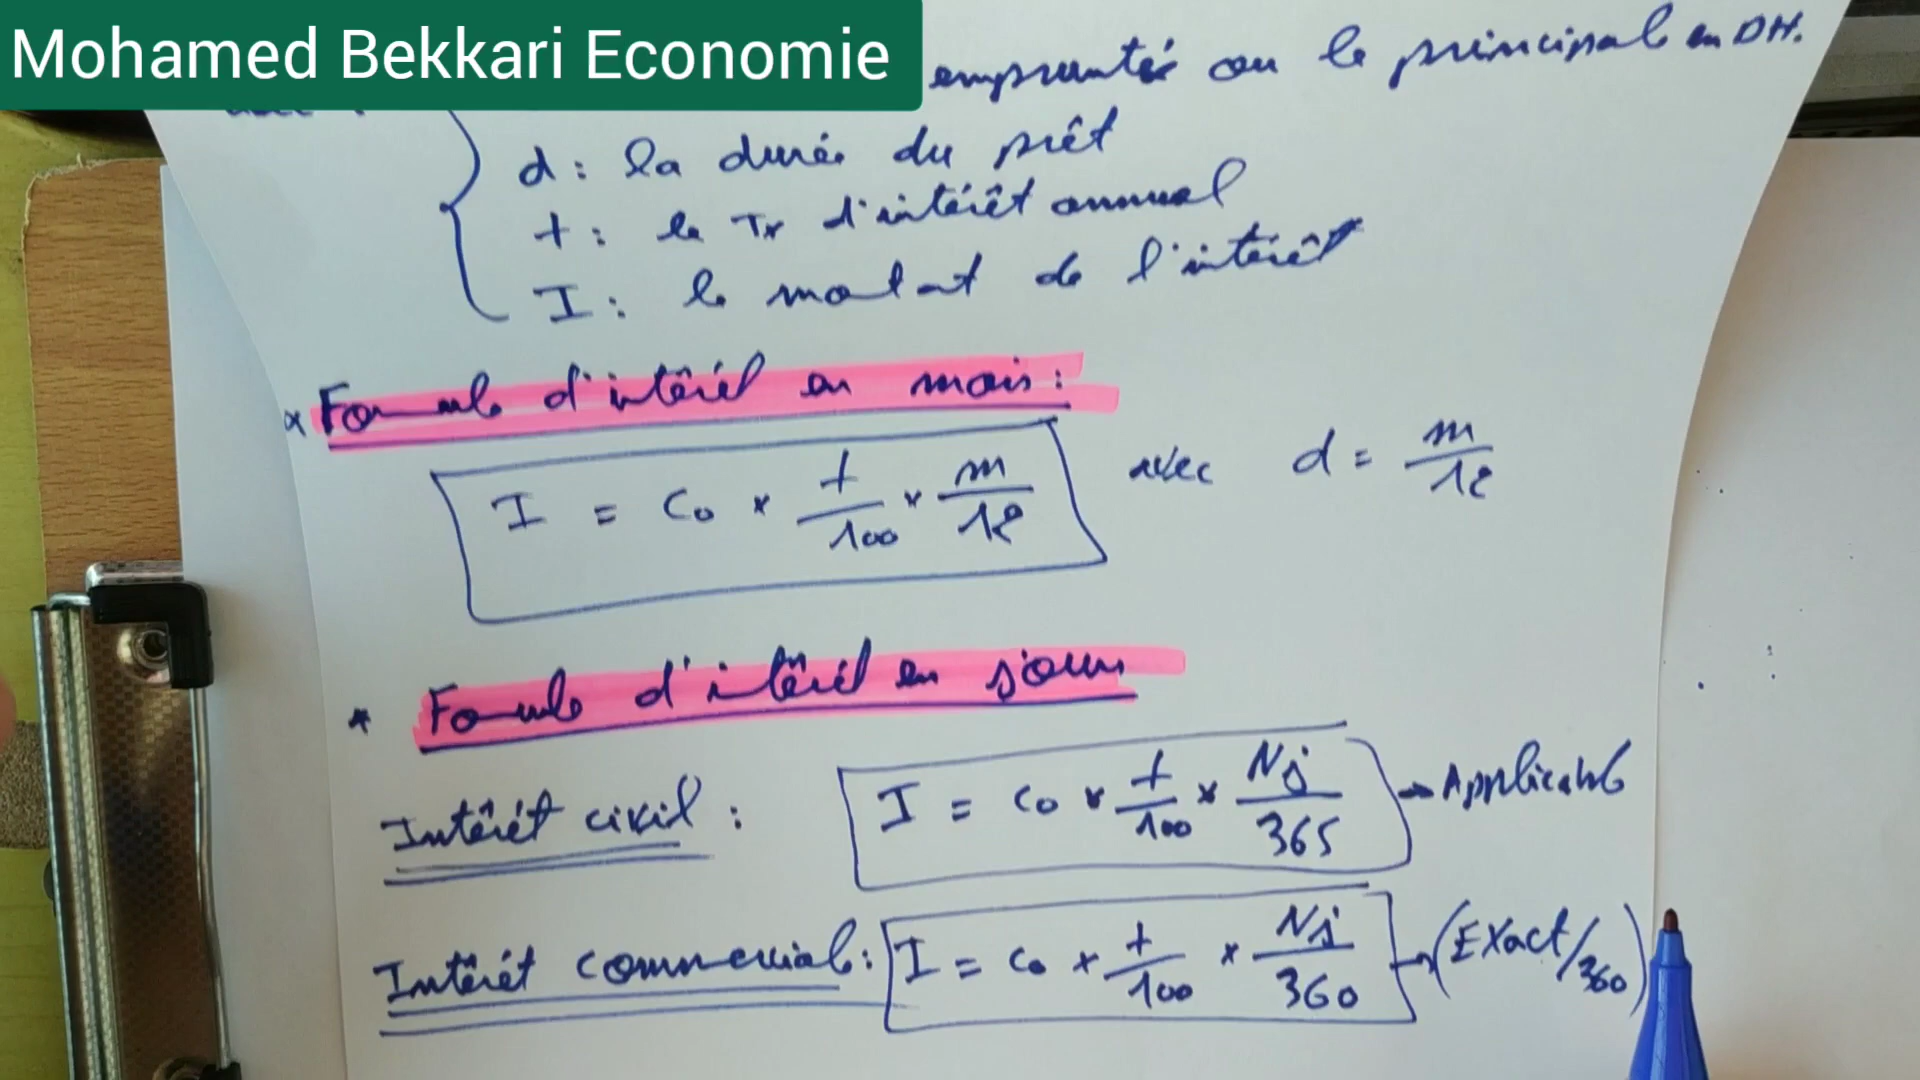 Mohamed Bekkari Economie
empruntée ou le principal en DH.
d : la durée du prêt
t : le Tx d'intérêt annuel
I : le montant de l'intérêt
* Formule d'intérêt en mois :
I = C0 × t/100 × m/12 avec d = m/12
* Formule d'intérêt en jours
Intérêt civil : I = C0 × t/100 × Nj/365 → Applicable
Intérêt commercial : I = C0 × t/100 × Nj/360 → (Exact/360)